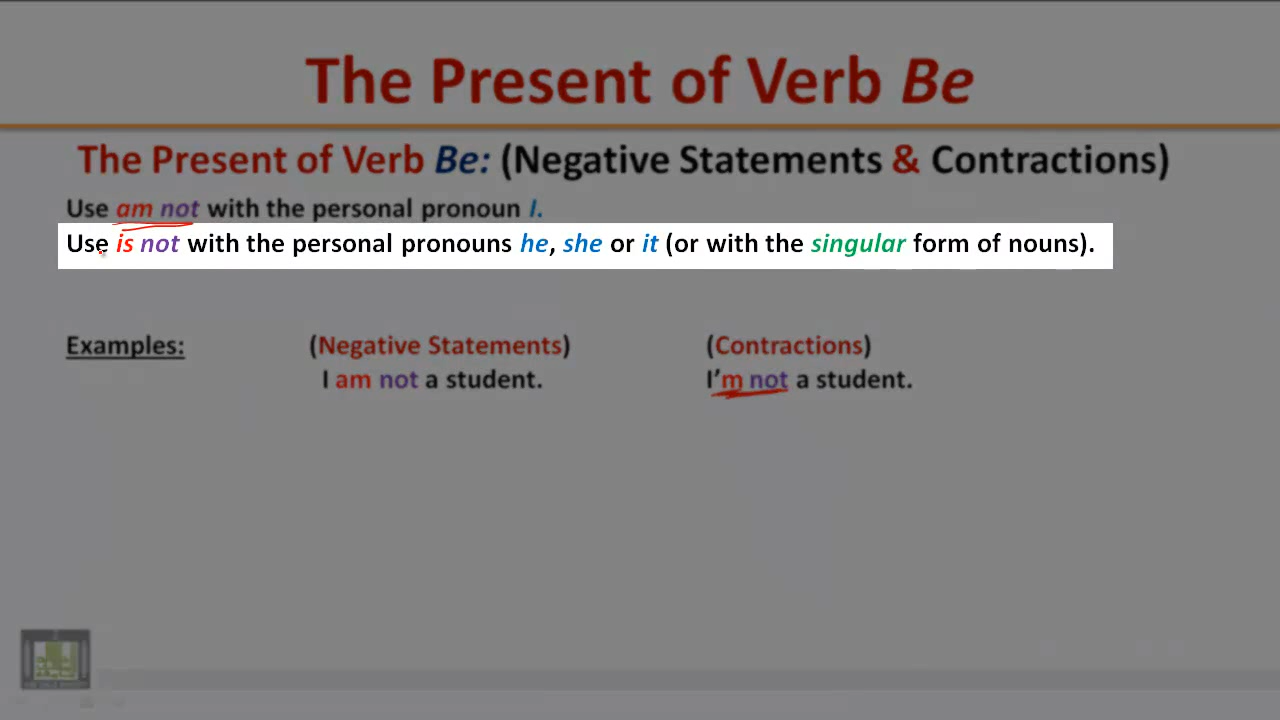 The Present of Verb Be
The Present of Verb Be: (Negative Statements & Contractions)
Use am not with the personal pronoun I.
Use is not with the personal pronouns he, she or it (or with the singular form of nouns).
Examples: (Negative Statements) (Contractions)
I am not a student. I’m not a student.